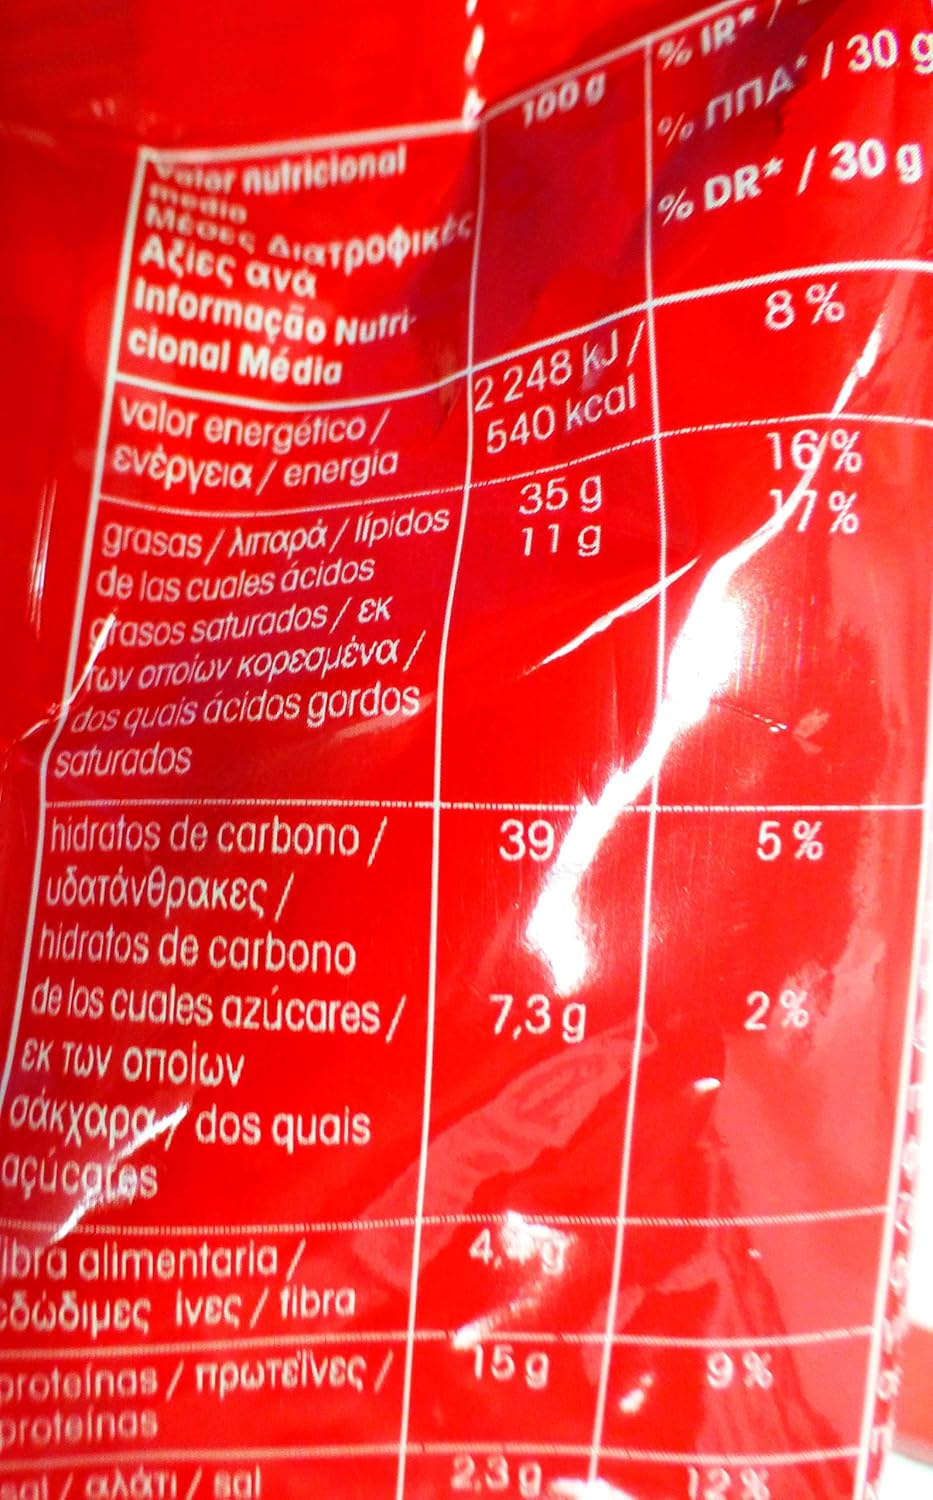 100 g
% IR* /
% ΠΠΑ* / 30 g
% DR* / 30 g
Valor nutricional
medio
Μέσες Διατροφικές
Αξίες ανά
Informação Nutri-
cional Média
valor energético /
ενέργεια / energia
2 248 kJ /
540 kcal
8 %
grasas / λιπαρά / lípidos
35 g
16 %
de las cuales ácidos
11 g
17 %
grasos saturados / εκ
των οποίων κορεσμένα /
dos quais ácidos gordos
saturados
hidratos de carbono /
39
5 %
υδατάνθρακες /
hidratos de carbono
de los cuales azúcares /
7,3 g
2 %
εκ των οποίων
σάκχαρα / dos quais
açúcares
ibra alimentaria /
g
εδώδιμες ίνες / fibra
proteínas / πρωτεΐνες /
15 g
9 %
proteínas
sal / αλάτι / sal
2,3 g
12 %